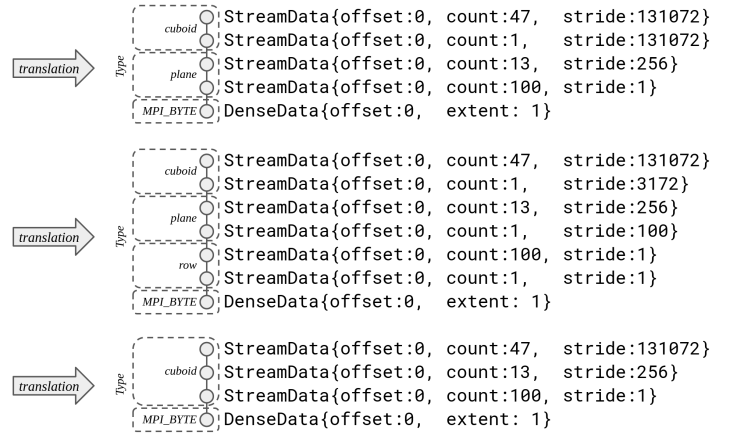 cuboid StreamData{offset:0, count:47, stride:131072}
StreamData{offset:0, count:1, stride:131072}
translation Type plane StreamData{offset:0, count:13, stride:256}
StreamData{offset:0, count:100, stride:1}
MPI_BYTE DenseData{offset:0, extent: 1}
cuboid StreamData{offset:0, count:47, stride:131072}
StreamData{offset:0, count:1, stride:3172}
plane StreamData{offset:0, count:13, stride:256}
translation Type StreamData{offset:0, count:1, stride:100}
row StreamData{offset:0, count:100, stride:1}
StreamData{offset:0, count:1, stride:1}
MPI_BYTE DenseData{offset:0, extent: 1}
StreamData{offset:0, count:47, stride:131072}
translation Type cuboid StreamData{offset:0, count:13, stride:256}
StreamData{offset:0, count:100, stride:1}
MPI_BYTE DenseData{offset:0, extent: 1}